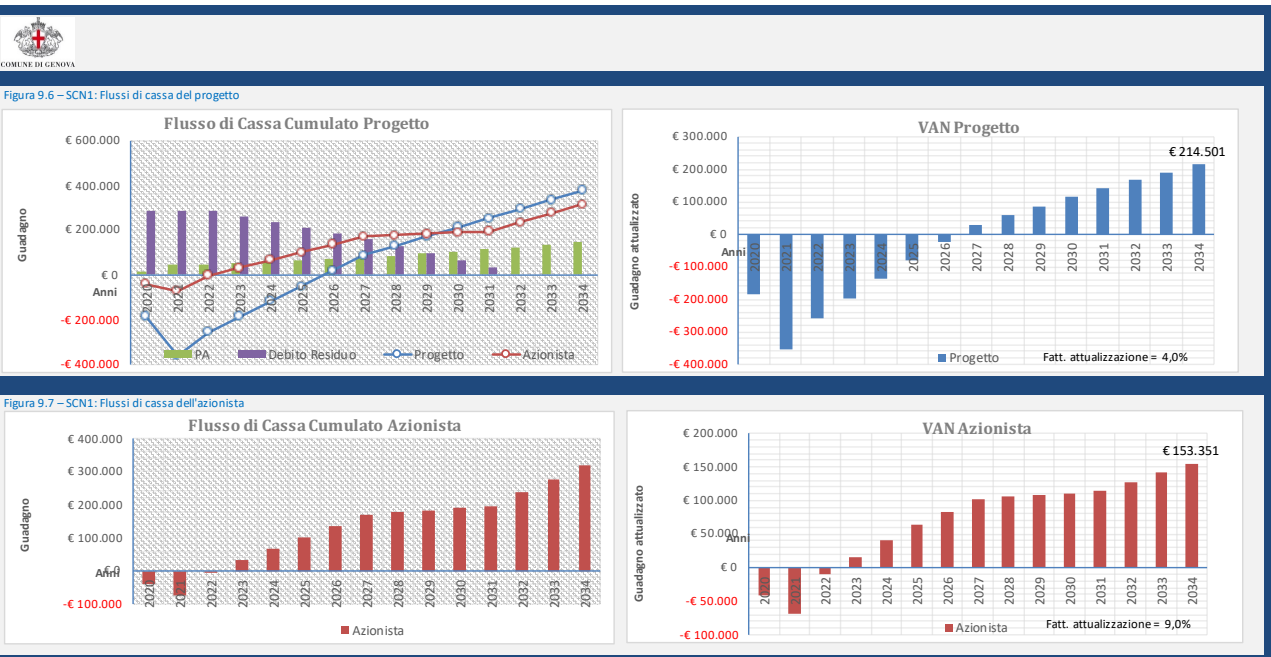 COMUNE DI GENOVA
Figura 9.6 – SCN1: Flussi di cassa del progetto
Flusso di Cassa Cumulato Progetto
Guadagno
€ 600.000
€ 400.000
€ 200.000
€ 0
-€ 200.000
-€ 400.000
Anni
2020 2021 2022 2023 2024 2025 2026 2027 2028 2029 2030 2031 2032 2033 2034
PA Debito Residuo Progetto Azionista
VAN Progetto
Guadagno attualizzato
€ 300.000
€ 200.000
€ 100.000
€ 0
-€ 100.000
-€ 200.000
-€ 300.000
-€ 400.000
€ 214.501
Anni
2020 2021 2022 2023 2024 2025 2026 2027 2028 2029 2030 2031 2032 2033 2034
Progetto Fatt. attualizzazione = 4,0%
Figura 9.7 – SCN1: Flussi di cassa dell'azionista
Flusso di Cassa Cumulato Azionista
Guadagno
€ 400.000
€ 300.000
€ 200.000
€ 100.000
€ 0
-€ 100.000
Anni
2020 2021 2022 2023 2024 2025 2026 2027 2028 2029 2030 2031 2032 2033 2034
Azionista
VAN Azionista
Guadagno attualizzato
€ 200.000
€ 150.000
€ 100.000
€ 50.000
€ 0
-€ 50.000
-€ 100.000
€ 153.351
Anni
2020 2021 2022 2023 2024 2025 2026 2027 2028 2029 2030 2031 2032 2033 2034
Azionista Fatt. attualizzazione = 9,0%